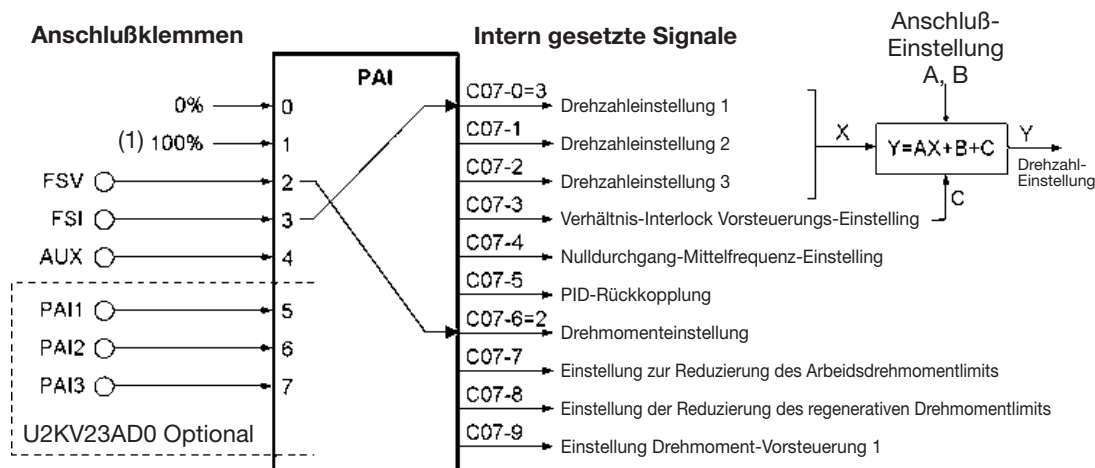 Anschlußklemmen
Intern gesetzte Signale
Anschluß-
Einstellung
A, B
PAI
0% 0
(1) 100% 1
FSV 2
FSI 3
AUX 4
PAI1 5
PAI2 6
PAI3 7
U2KV23AD0 Optional
C07-0=3 Drehzahleinstellung 1
C07-1 Drehzahleinstellung 2
C07-2 Drehzahleinstellung 3
C07-3 Verhältnis-Interlock Vorsteuerungs-Einstelling
C07-4 Nulldurchgang-Mittelfrequenz-Einstelling
C07-5 PID-Rückkopplung
C07-6=2 Drehmomenteinstellung
C07-7 Einstellung zur Reduzierung des Arbeidsdrehmomentlimits
C07-8 Einstellung der Reduzierung des regenerativen Drehmomentlimits
C07-9 Einstellung Drehmoment-Vorsteuerung 1
X Y=AX+B+C Y
Drehzahl-
Einstellung
C